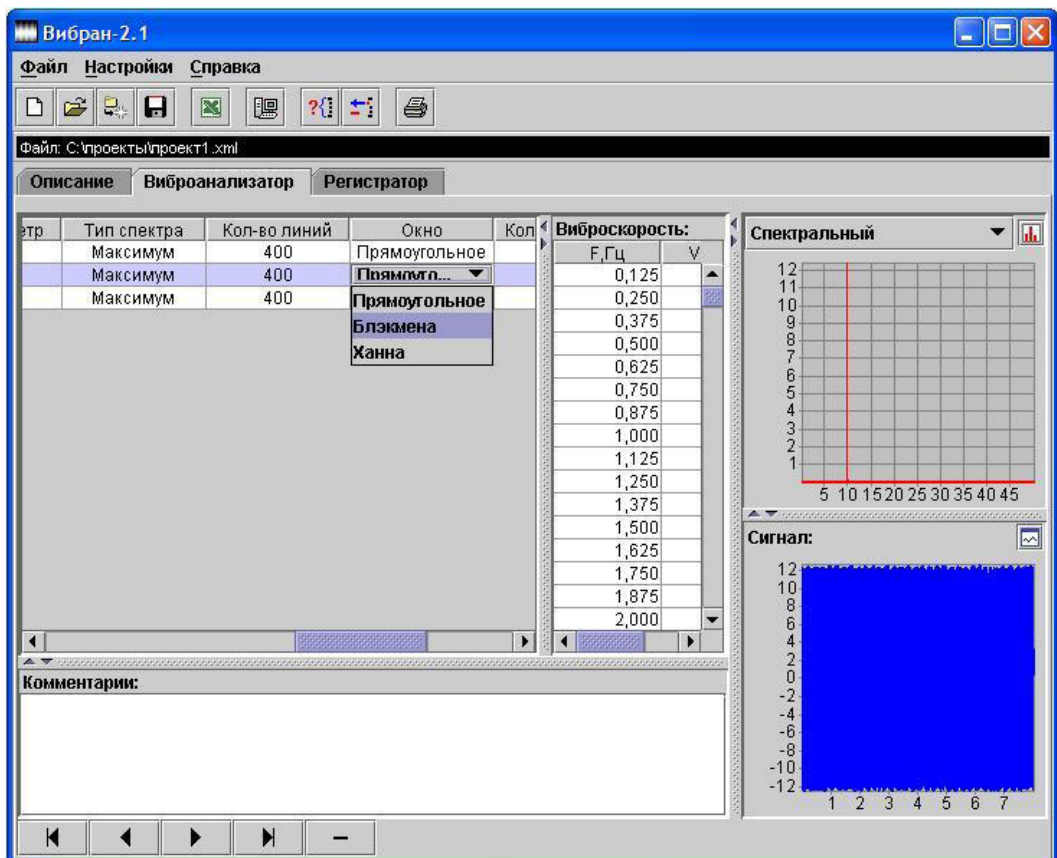 Вибран-2.1
Файл Настройки Справка
Файл: C:\проекты\проект1.xml
Описание Виброанализатор Регистратор
етр Тип спектра Кол-во линий Окно Кол
Максимум 400 Прямоугольное
Максимум 400 Прямоуго...
Максимум 400
Прямоугольное
Блэкмена
Ханна
Виброскорость:
F,Гц V
0,125
0,250
0,375
0,500
0,625
0,750
0,875
1,000
1,125
1,250
1,375
1,500
1,625
1,750
1,875
2,000
Спектральный
12
11
10
9
8
7
6
5
4
3
2
1
5 10 15 20 25 30 35 40 45
Сигнал:
12
10
8
6
4
2
0
-2
-4
-6
-8
-10
-12
1 2 3 4 5 6 7
Комментарии: